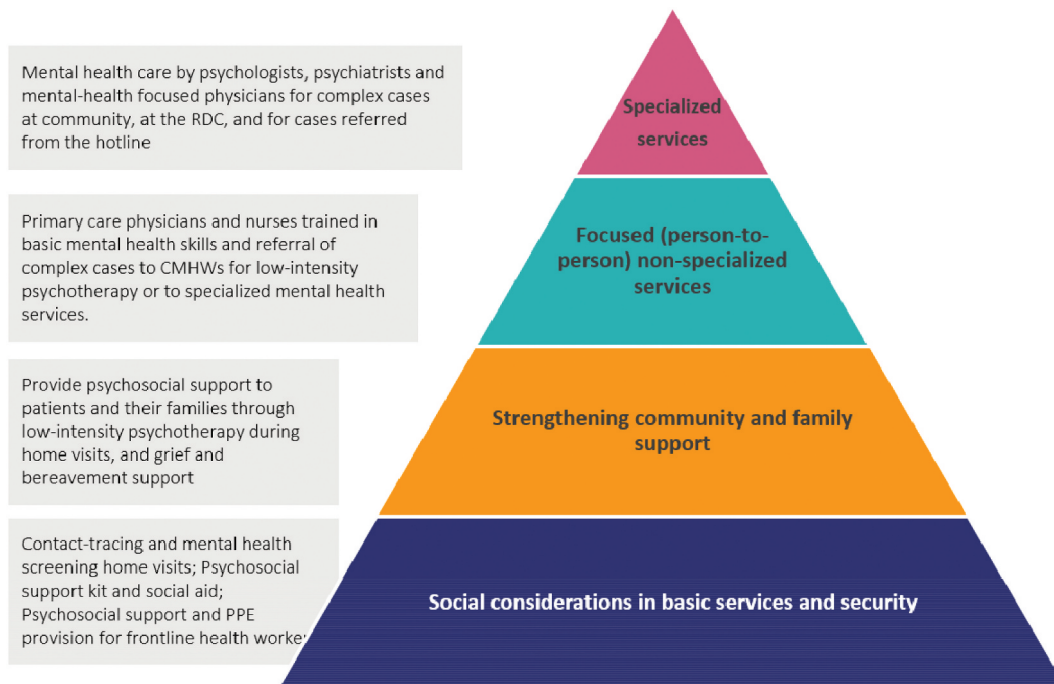 Mental health care by psychologists, psychiatrists and
mental-health focused physicians for complex cases
at community, at the RDC, and for cases referred
from the hotline
Specialized
services
Primary care physicians and nurses trained in
basic mental health skills and referral of
complex cases to CMHWs for low-intensity
psychotherapy or to specialized mental health
services.
Focused (person-to-
person) non-specialized
services
Provide psychosocial support to
patients and their families through
low-intensity psychotherapy during
home visits, and grief and
bereavement support
Strengthening community and family
support
Contact-tracing and mental health
screening home visits; Psychosocial
support kit and social aid;
Psychosocial support and PPE
provision for frontline health
Social considerations in basic services and security